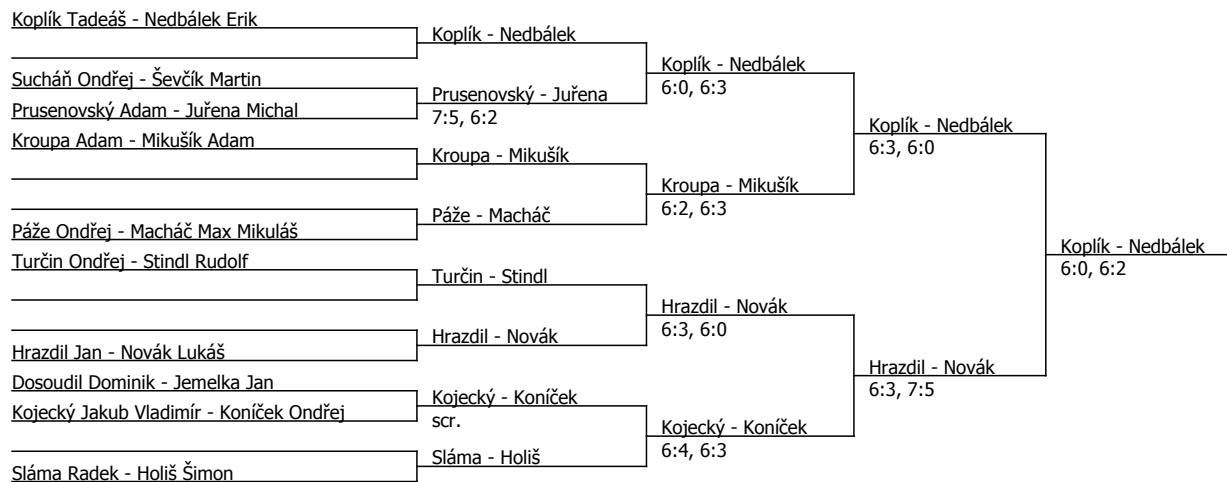 Koplík Tadeáš - Nedbálek Erik
Koplík - Nedbálek
Koplík - Nedbálek
6:0, 6:3
Sucháň Ondřej - Ševčík Martin
Prusenovský - Juřena
7:5, 6:2
Prusenovský Adam - Juřena Michal
Koplík - Nedbálek
6:3, 6:0
Kroupa Adam - Mikušík Adam
Kroupa - Mikušík
Kroupa - Mikušík
6:2, 6:3
Páže - Macháč
Páže Ondřej - Macháč Max Mikuláš
Koplík - Nedbálek
6:0, 6:2
Turčin Ondřej - Stindl Rudolf
Turčin - Stindl
Hrazdil - Novák
6:3, 6:0
Hrazdil - Novák
Hrazdil Jan - Novák Lukáš
Hrazdil - Novák
6:3, 7:5
Dosoudil Dominik - Jemelka Jan
Kojecký - Koníček
scr.
Kojecký Jakub Vladimír - Koníček Ondřej
Kojecký - Koníček
6:4, 6:3
Sláma - Holiš
Sláma Radek - Holiš Šimon